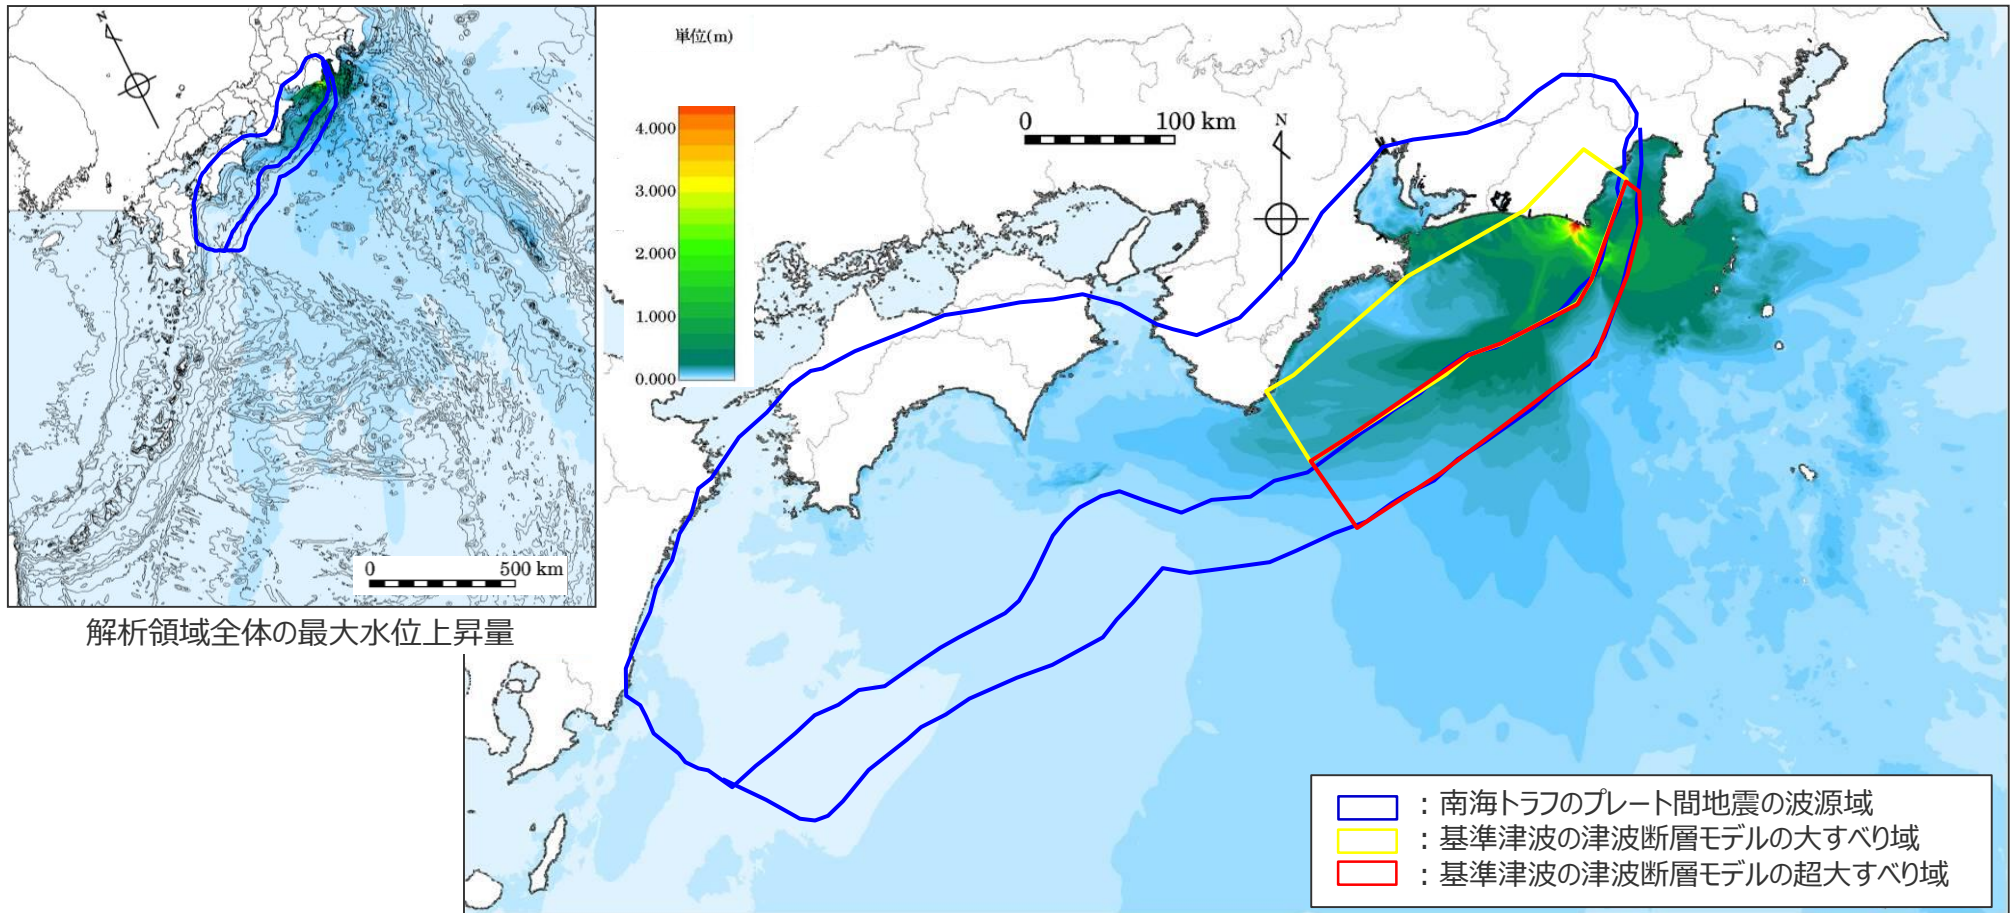 N
0 500 km
解析領域全体の最大水位上昇量
単位(m)
4.000
3.000
2.000
1.000
0.000
0 100 km
N
：南海トラフのプレート間地震の波源域
：基準津波の津波断層モデルの大すべり域
：基準津波の津波断層モデルの超大すべり域